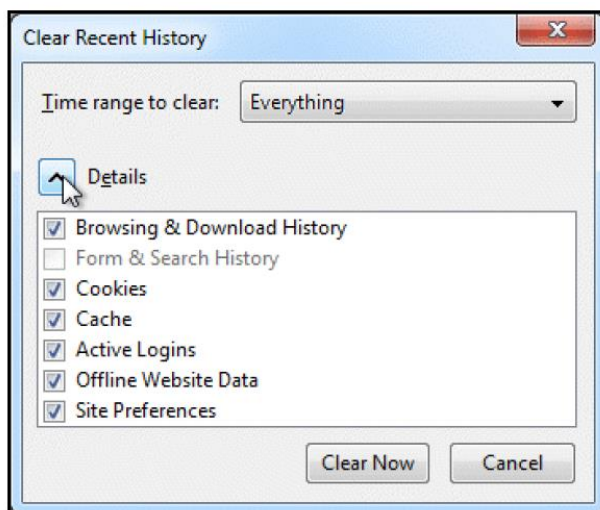 Clear Recent History
Time range to clear: Everything
Details
Browsing & Download History
Form & Search History
Cookies
Cache
Active Logins
Offline Website Data
Site Preferences
Clear Now Cancel